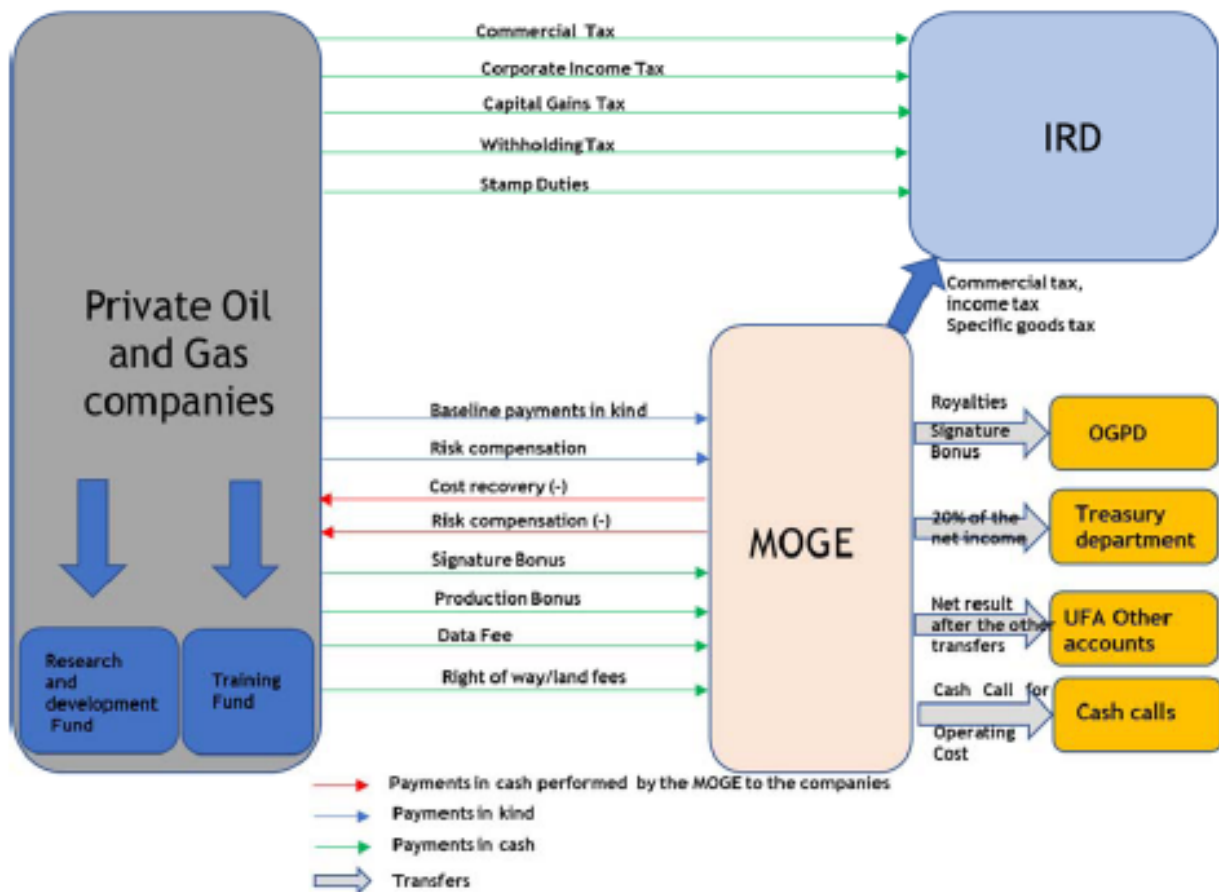 Commercial Tax
Corporate Income Tax
Capital Gains Tax
Withholding Tax
Stamp Duties
IRD
Private Oil
and Gas
companies
Commercial tax,
income tax
Specific goods tax
Baseline payments in kind
Risk compensation
Cost recovery (-)
Risk compensation (-)
Signature Bonus
Production Bonus
Data Fee
Right of way/land fees
MOGE
Royalties
Signature
Bonus
OGPD
20% of the
net income
Treasury
department
Net result
after the other
transfers
UFA Other
accounts
Cash Call for
Operating
Cost
Cash calls
Research
and
development
Fund
Training
Fund
Payments in cash performed by the MOGE to the companies
Payments in kind
Payments in cash
Transfers